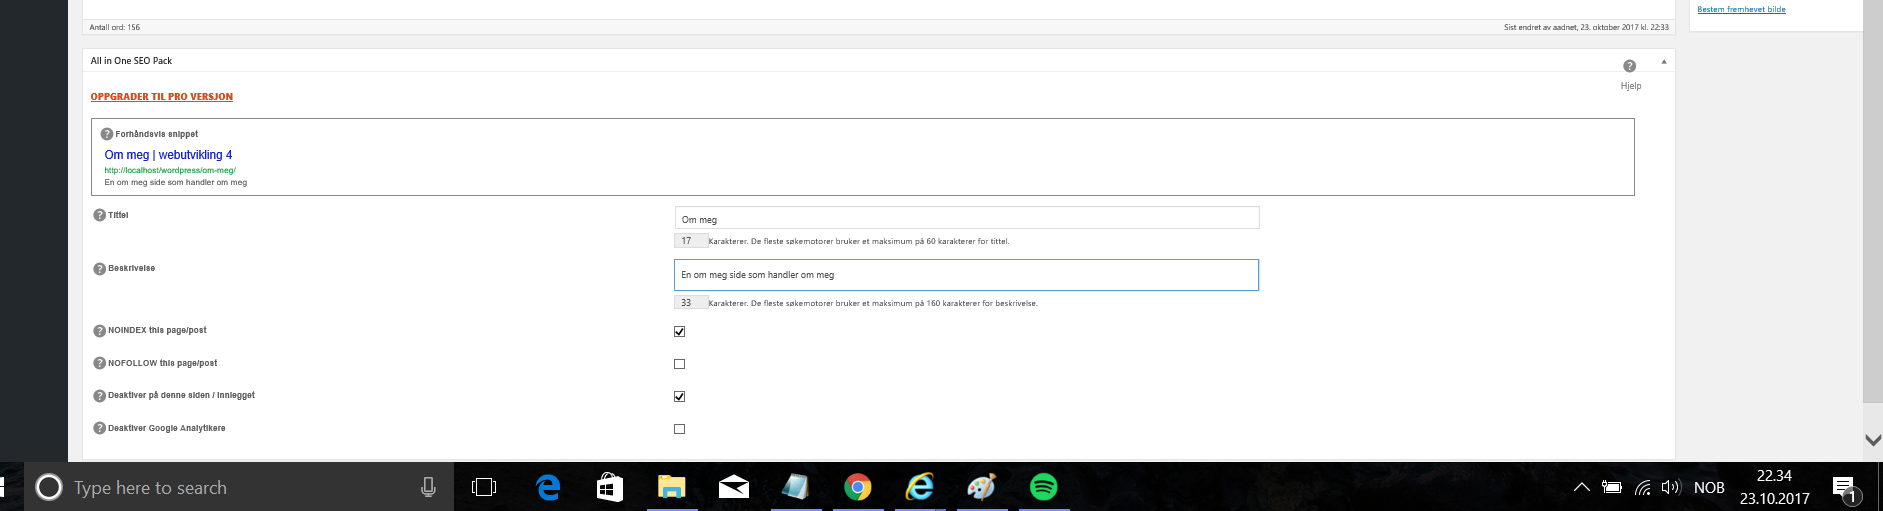 Bestem fremhevet bilde
Antall ord: 156
Sist endret av aadnet, 23. oktober 2017 kl. 22:33
All in One SEO Pack
Hjelp
OPPGRADER TIL PRO VERSJON
Forhåndsvis snippet
Om meg | webutvikling 4
http://localhost/wordpress/om-meg/
En om meg side som handler om meg
Tittel
Om meg
17 Karakterer. De fleste søkemotorer bruker et maksimum på 60 karakterer for tittel.
Beskrivelse
En om meg side som handler om meg
33 Karakterer. De fleste søkemotorer bruker et maksimum på 160 karakterer for beskrivelse.
NOINDEX this page/post
NOFOLLOW this page/post
Deaktiver på denne siden / innlegget
Deaktiver Google Analytikere
Type here to search
NOB
22.34
23.10.2017
1